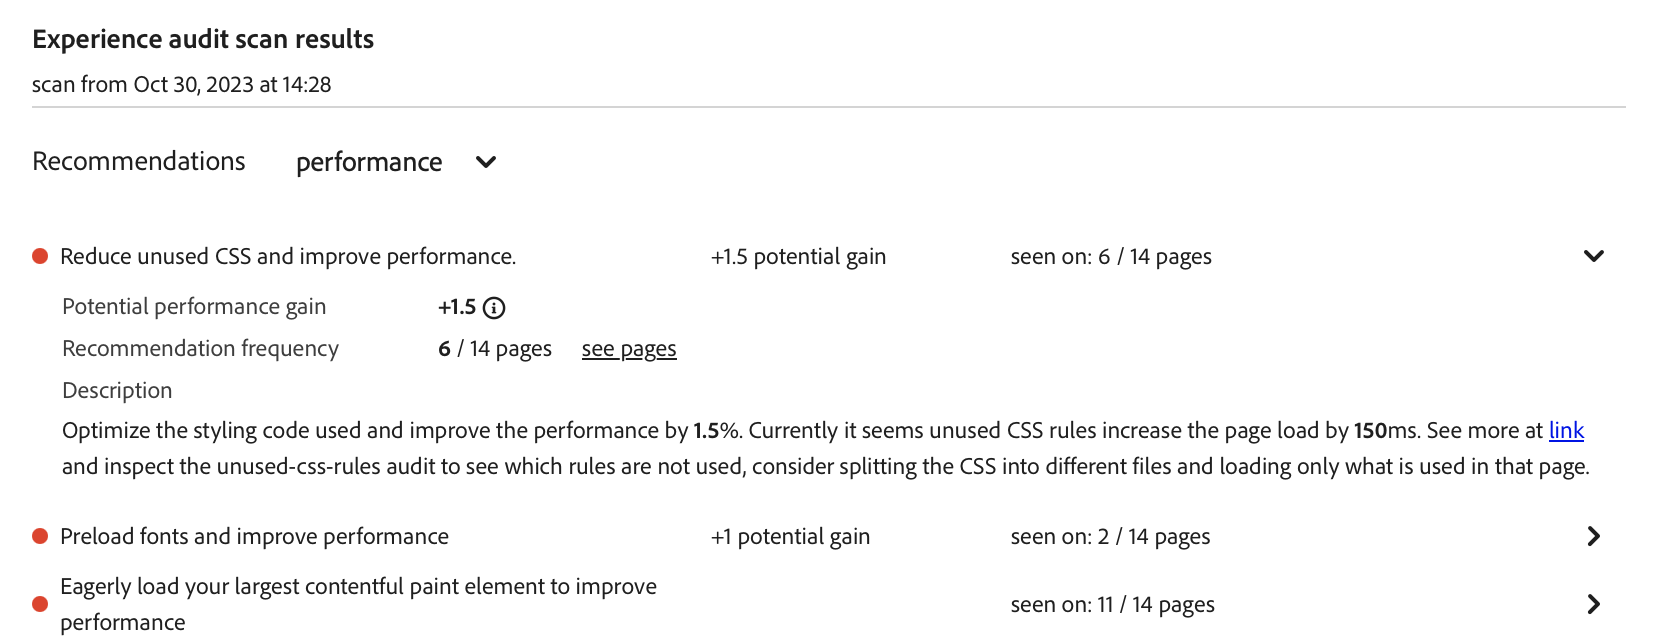 Experience audit scan results
scan from Oct 30, 2023 at 14:28
Recommendations performance
Reduce unused CSS and improve performance. +1.5 potential gain seen on: 6 / 14 pages
Potential performance gain +1.5
Recommendation frequency 6 / 14 pages see pages
Description
Optimize the styling code used and improve the performance by 1.5%. Currently it seems unused CSS rules increase the page load by 150ms. See more at link
and inspect the unused-css-rules audit to see which rules are not used, consider splitting the CSS into different files and loading only what is used in that page.
Preload fonts and improve performance +1 potential gain seen on: 2 / 14 pages
Eagerly load your largest contentful paint element to improve
performance
seen on: 11 / 14 pages